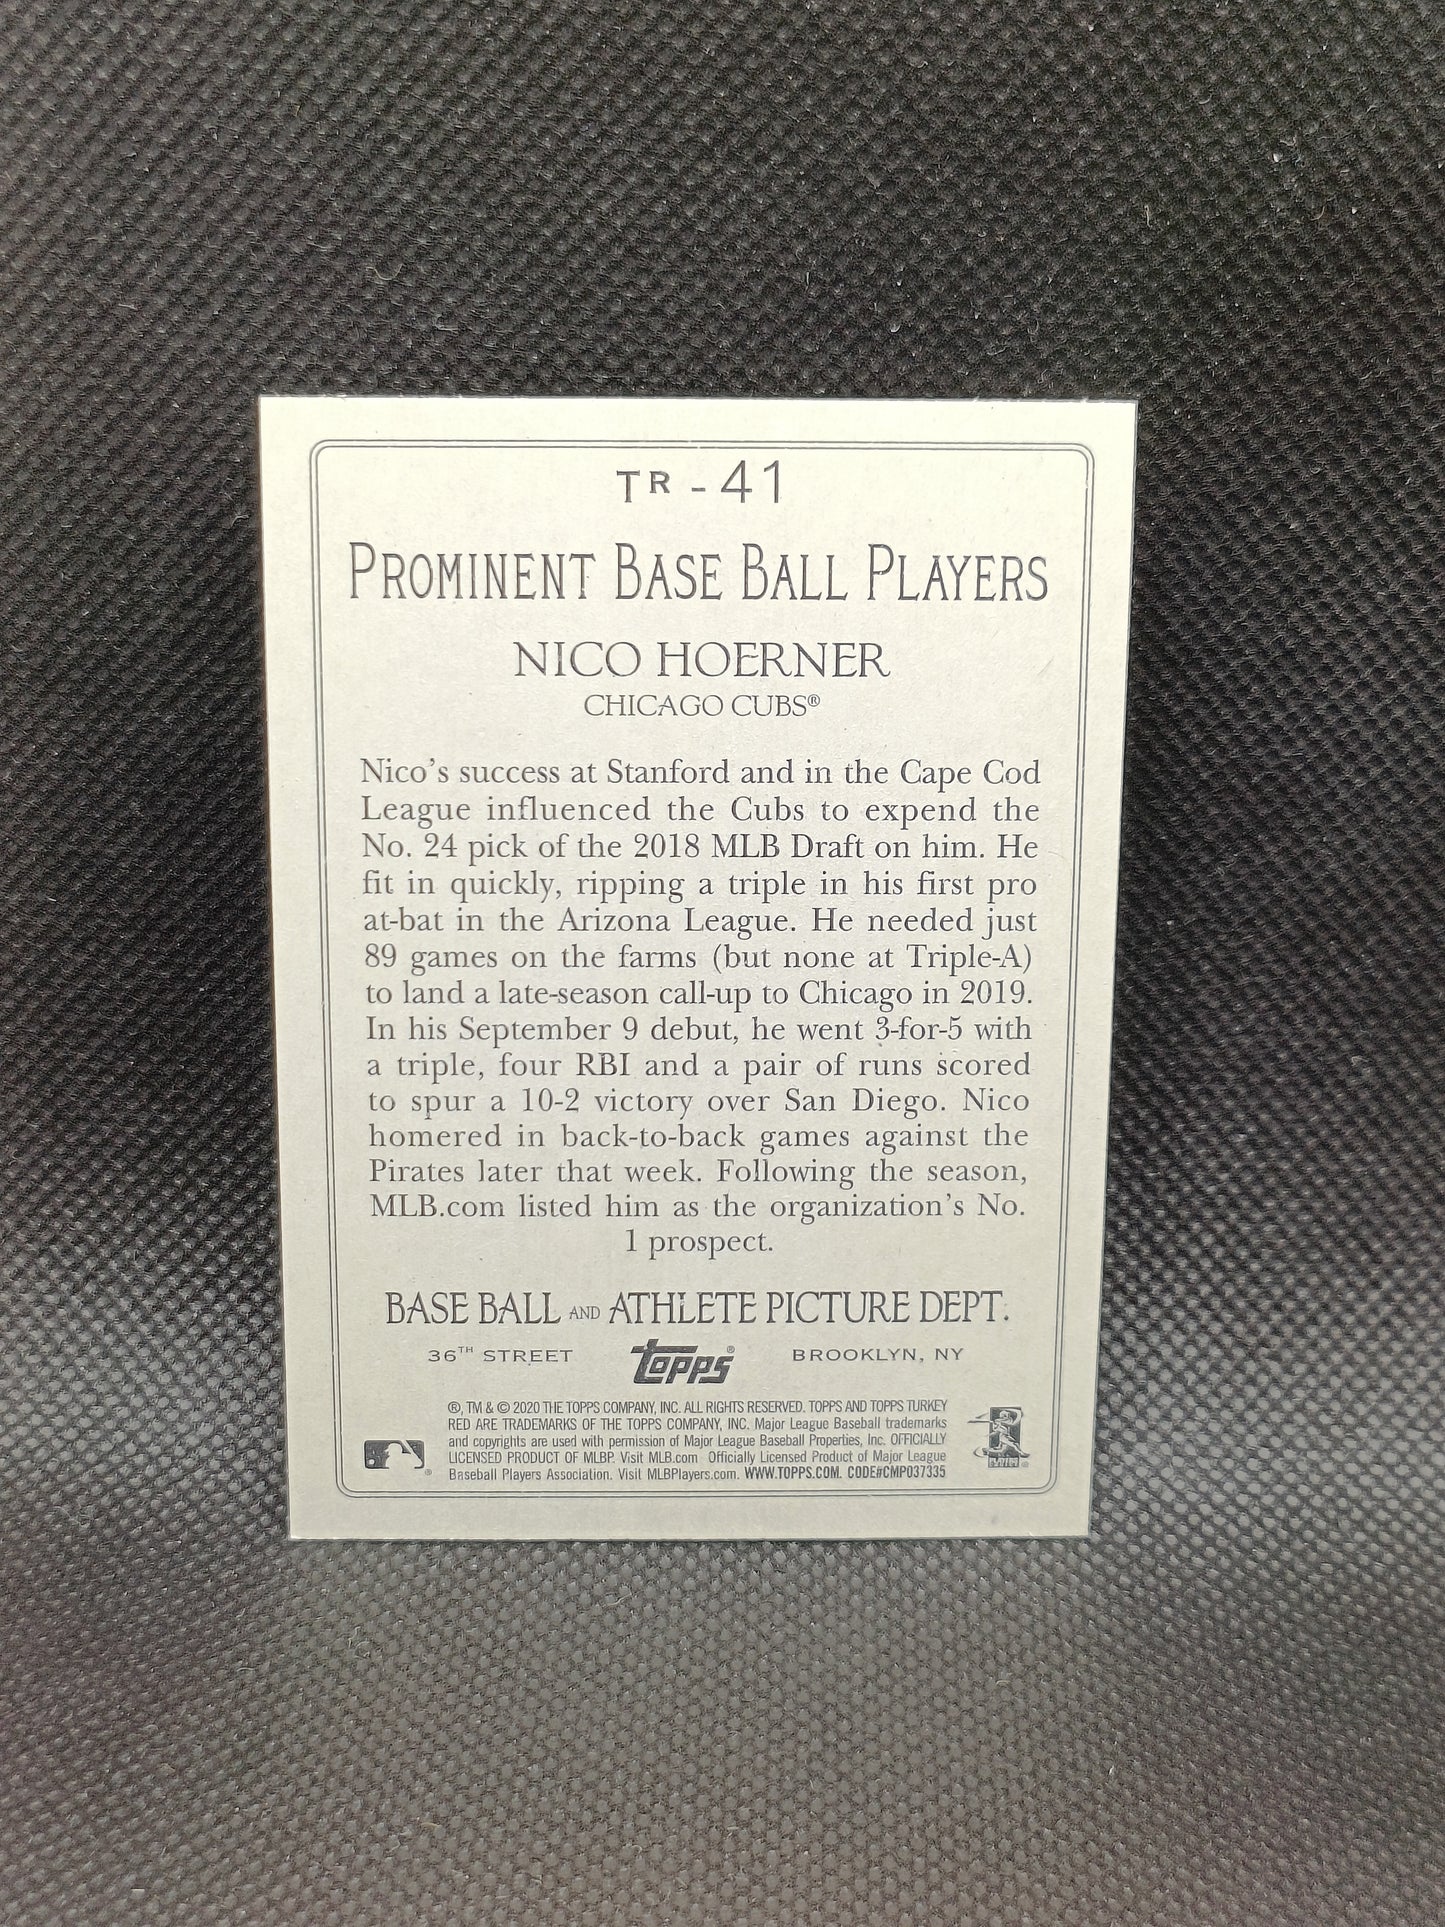 TR - 41
PROMINENT BASE BALL PLAYERS
NICO HOERNER
CHICAGO CUBS®
Nico's success at Stanford and in the Cape Cod
League influenced the Cubs to expend the
No. 24 pick of the 2018 MLB Draft on him. He
fit in quickly, ripping a triple in his first pro
at-bat in the Arizona League. He needed just
89 games on the farms (but none at Triple-A)
to land a late-season call-up to Chicago in 2019.
In his September 9 debut, he went 3-for-5 with
a triple, four RBI and a pair of runs scored
to spur a 10-2 victory over San Diego. Nico
homered in back-to-back games against the
Pirates later that week. Following the season,
MLB.com listed him as the organization's No.
1 prospect.
BASE BALL AND ATHLETE PICTURE DEPT.
36TH STREET topps® BROOKLYN, NY
®, TM & © 2020 THE TOPPS COMPANY, INC. ALL RIGHTS RESERVED. TOPPS AND TOPPS TURKEY
RED ARE TRADEMARKS OF THE TOPPS COMPANY, INC. Major League Baseball trademarks
and copyrights are used with permission of Major League Baseball Properties, Inc. OFFICIALLY
LICENSED PRODUCT OF MLBP. Visit MLB.com Officially Licensed Product of Major League
Baseball Players Association. Visit MLBPlayers.com. WWW.TOPPS.COM. CODE#CMP037335